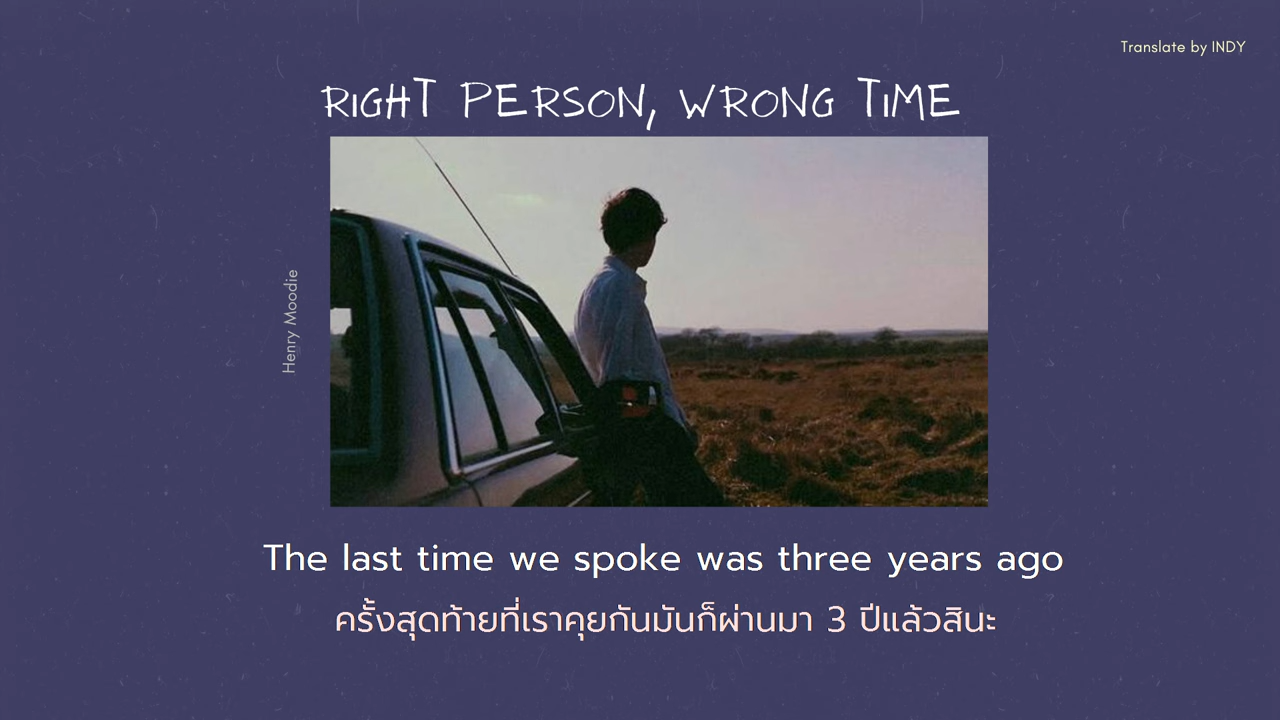 Translate by INDY
RIGHT PERSON, WRONG TIME
Henry Moodie
The last time we spoke was three years ago
ครั้งสุดท้ายที่เราคุยกันมันก็ผ่านมา 3 ปีแล้วสินะ